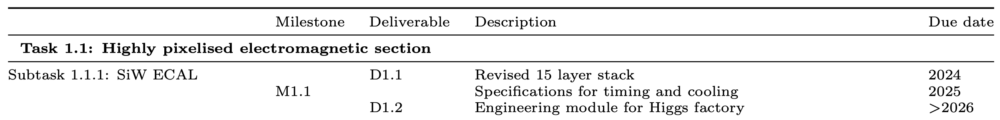 Milestone Deliverable Description Due date
Task 1.1: Highly pixelised electromagnetic section
Subtask 1.1.1: SiW ECAL D1.1 Revised 15 layer stack 2024
M1.1 Specifications for timing and cooling 2025
D1.2 Engineering module for Higgs factory >2026